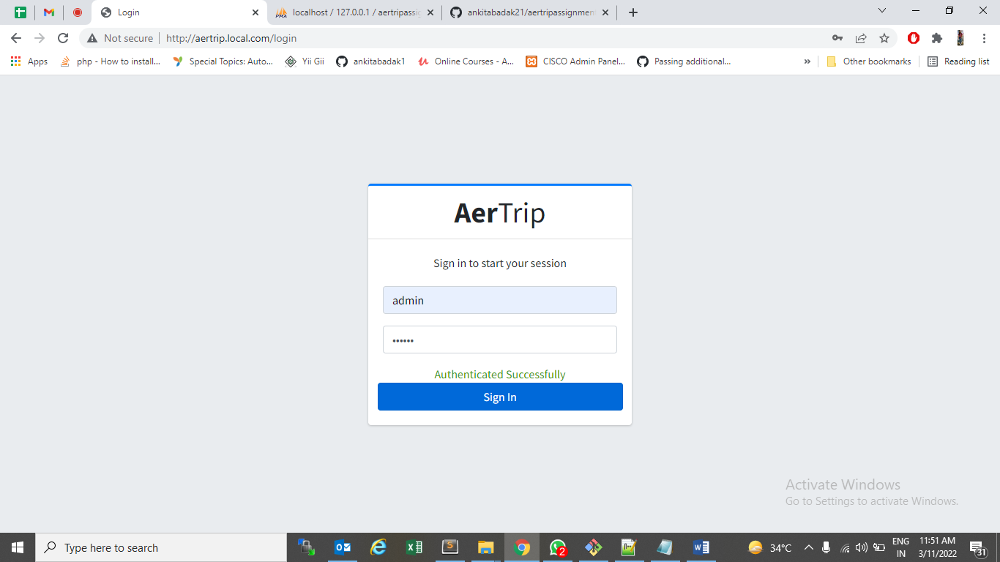 Login
localhost / 127.0.0.1 / aertripassig
ankitabadak21/aertripassignment
Not secure
http://aertrip.local.com/login
Apps
php - How to install...
Special Topics: Auto...
Yii Gii
ankitabadak1
Online Courses - A...
CISCO Admin Panel...
Passing additional...
»
Other bookmarks
Reading list
AerTrip
Sign in to start your session
admin
••••••
Authenticated Successfully
Sign In
Activate Windows
Go to Settings to activate Windows.
Type here to search
2
34°C
ENG
IN
11:51 AM
3/11/2022
31